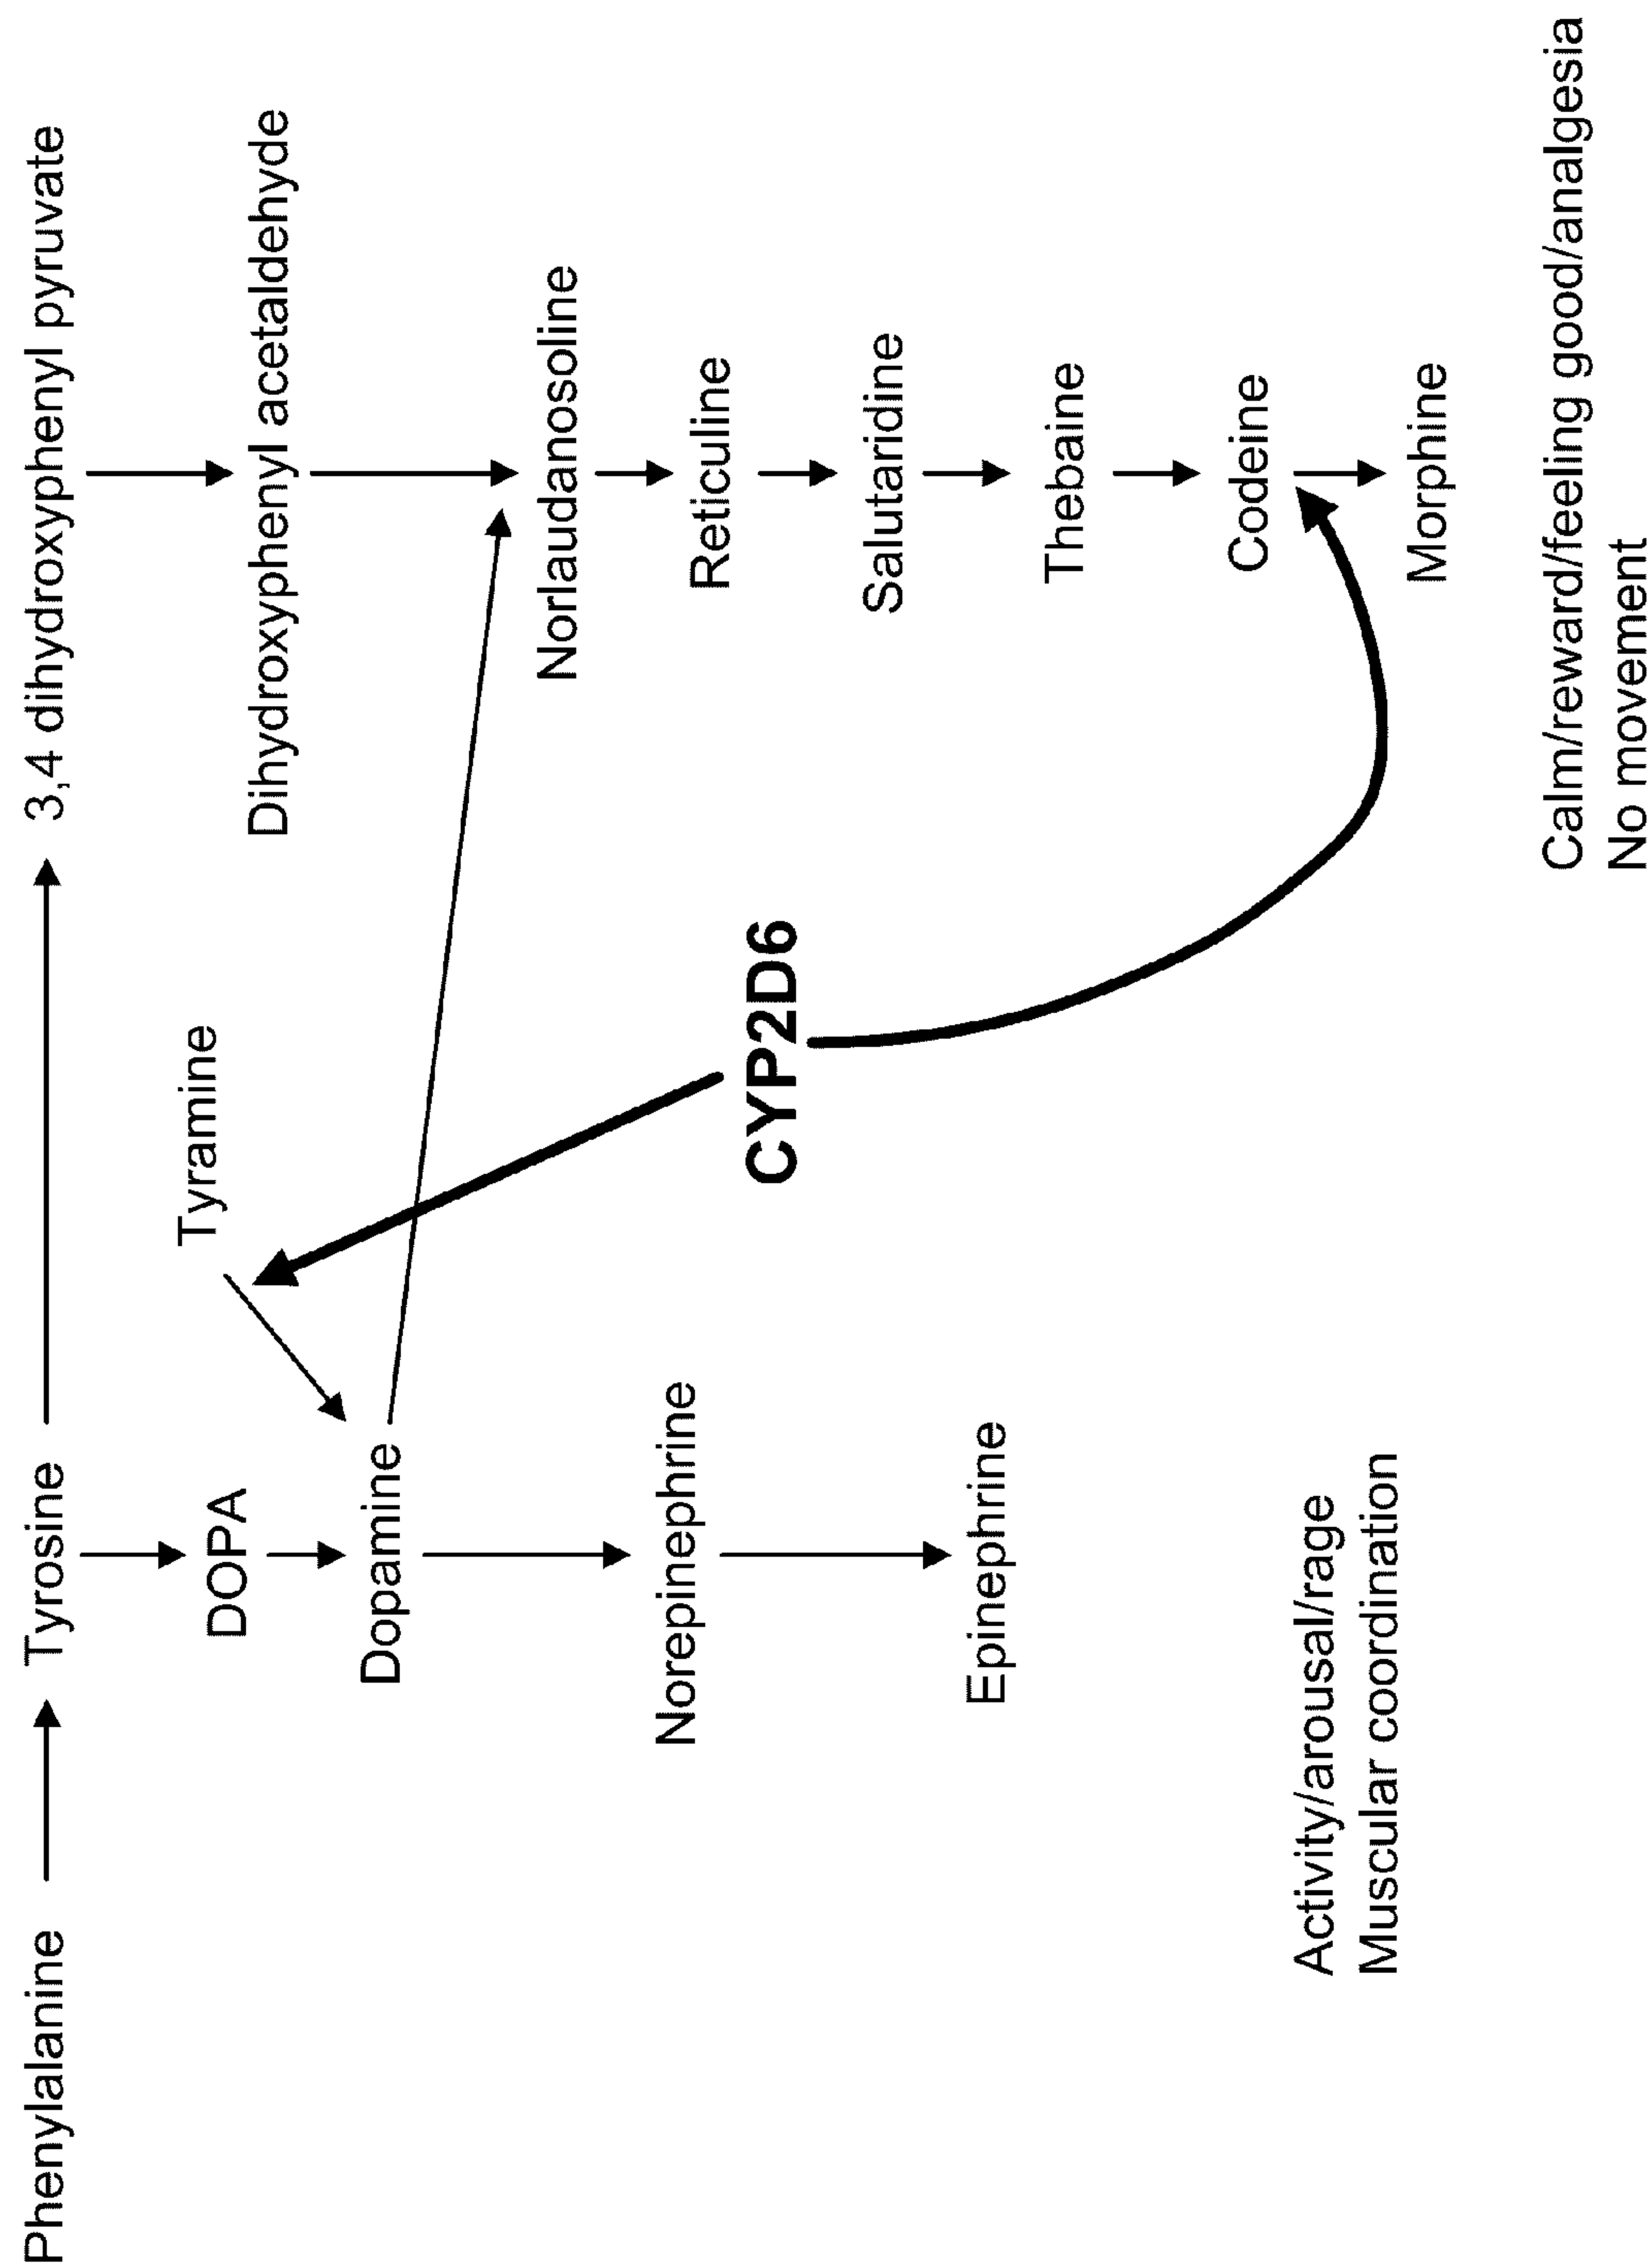 Phenylalanine
Tyrosine
3,4 dihydroxyphenyl pyruvate
Tyramine
DOPA
Dihydroxyphenyl acetaldehyde
Dopamine
Norlaudanosoline
Norepinephrine
Reticuline
CYP2D6
Salutaridine
Epinephrine
Thebaine
Codeine
Activity/arousal/rage
Muscular coordination
Morphine
Calm/reward/feeling good/analgesia
No movement